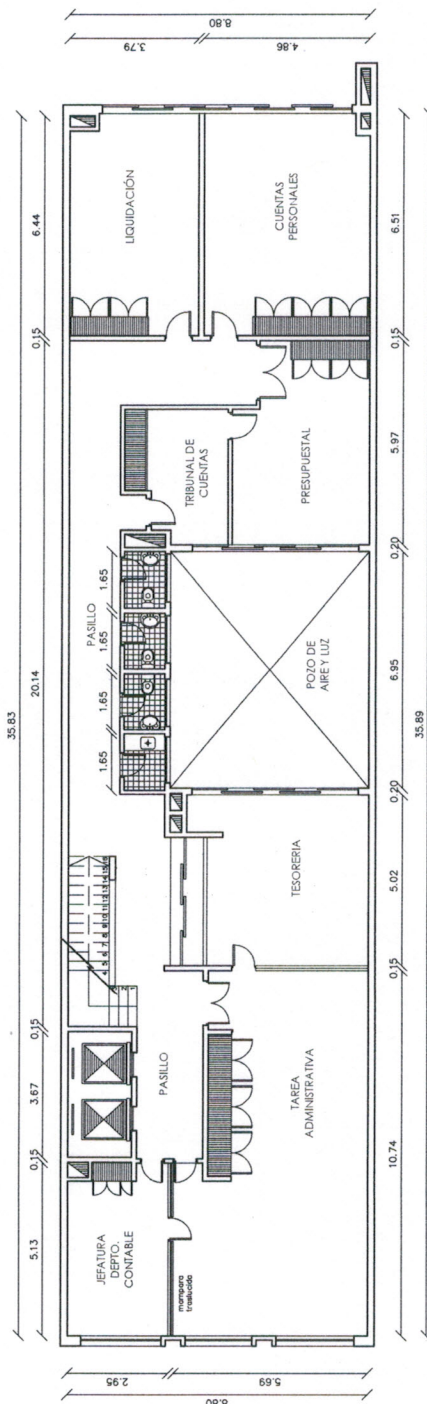 8.80
3.79
4.86
35.83
6.44
0.15
20.14
0.15
3.67
0.15
5.13
LIQUIDACIÓN
CUENTAS
PERSONALES
TRIBUNAL DE
CUENTAS
PRESUPUESTAL
PASILLO
1.65
1.65
1.65
1.65
POZO DE
AIRE Y LUZ
TESORERIA
PASILLO
TAREA
ADMINISTRATIVA
JEFATURA
DEPTO.
CONTABLE
mampara
traslucida
6.51
0.15
5.97
0.20
6.95
0.20
5.02
0.15
10.74
35.89
2.95
5.69
8.80